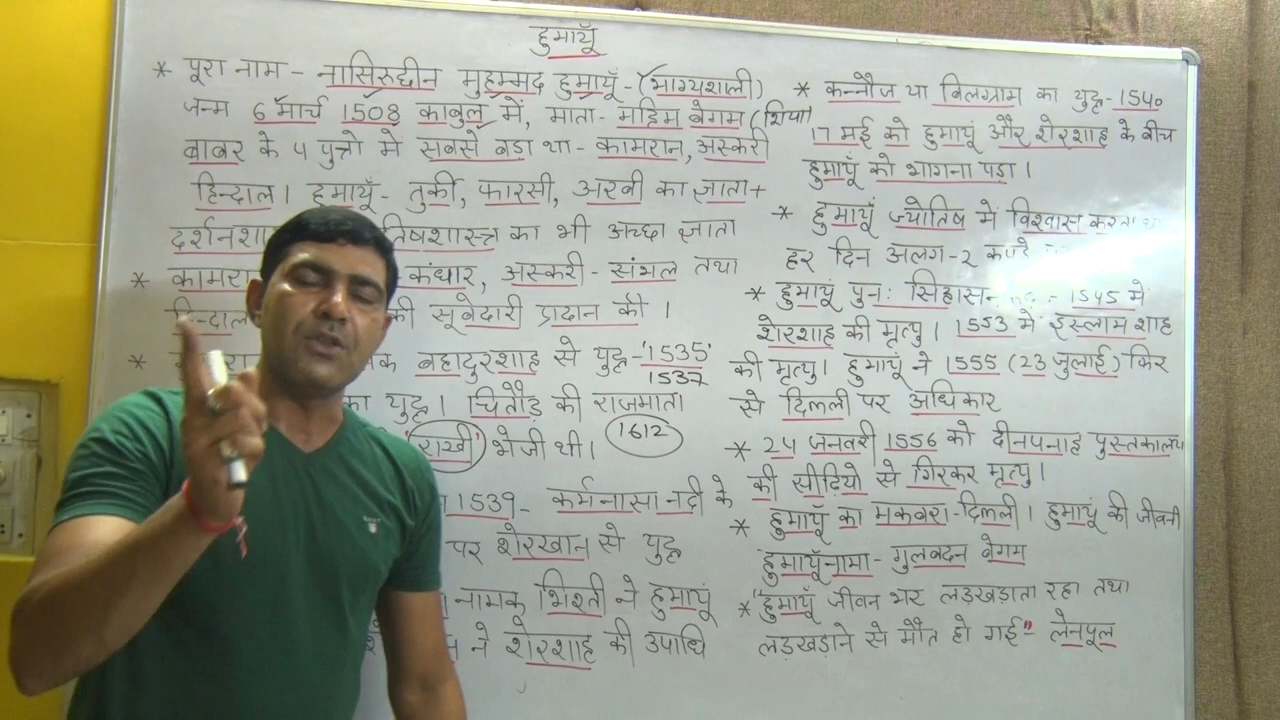 हुमायूँ
* पूरा नाम - नासिरुद्दीन मुहम्मद हुमायूँ - (भाग्यशाली)
जन्म 6 मार्च 1508 काबुल में, माता - महिम बेगम (शिया)
बाबर के 4 पुत्रो मे सबसे बडा था - कामरान, अस्करी
हिन्दाल। हुमायूँ - तुर्की, फारसी, अरबी का ज्ञाता +
दर्शनशा तिषशास्त्र का भी अच्छा ज्ञाता
* कामरा कंधार, अस्करी - संभल तथा
हिन्दाल की सूबेदारी प्रदान की।
* बहादुरशाह से युद्ध - '1535'
1537
का युद्ध। चितौड़ की राजमाता
'राखी' भेजी थी। 1612
1539 - कर्मनासा नदी के
पर शेरखान से युद्ध
नामक भिश्ती ने हुमायूं
ने शेरशाह की उपाधि
* कन्नौज या बिलग्राम का युद्ध - 1540
17 मई को हुमायूं और शेरशाह के बीच
हुमायूँ को भागना पडा।
* हुमायूं ज्योतिष मे विश्वास करता था
हर दिन अलग-२ कपडे
* हुमायूं पुनः सिंहासन 1545 में
शेरशाह की मृत्यु। 1553 में इस्लाम शाह
की मृत्यु। हुमायूं ने 1555 (23 जुलाई) फिर
से दिलली पर अधिकार
* 24 जनवरी 1556 को दीनपनाह पुस्तकालय
की सीढियो से गिरकर मृत्यु।
* हुमायूँ का मकबरा - दिलली। हुमायूं की जीवनी
हुमायूँनामा - गुलबदन बेगम
* "हुमायूँ जीवन भर लड़खड़ाता रहा तथा
लड़खड़ाने से मौत हो गई" - लेनपूल